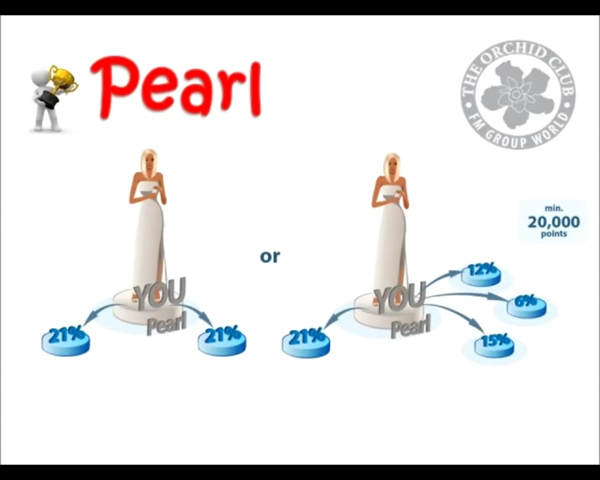 Pearl
THE ORCHID CLUB
FM GROUP WORLD
min.
20,000
points
or
YOU
Pearl
21%
21%
YOU
Pearl
21%
12%
6%
15%